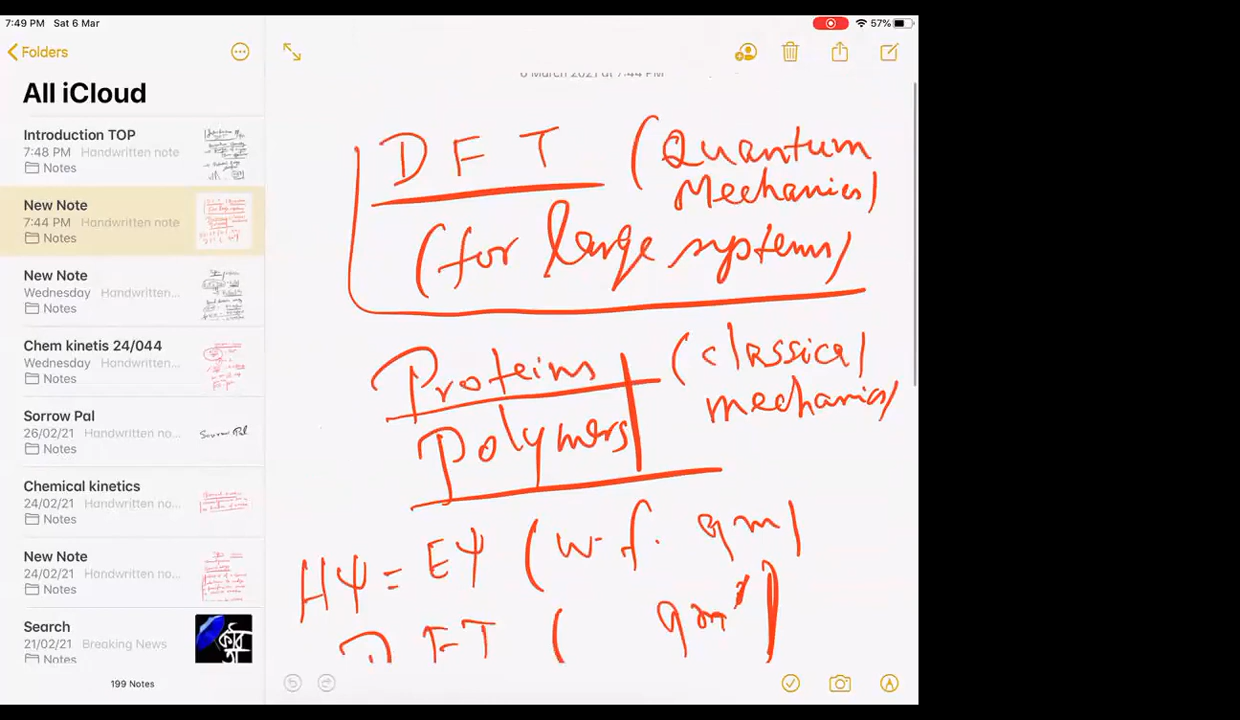 7:49 PM Sat 6 Mar
57%
Folders
All iCloud
Introduction TOP
7:48 PM Handwritten note
Notes
New Note
7:44 PM Handwritten note
Notes
New Note
Wednesday Handwritten...
Notes
Chem kinetis 24/044
Wednesday Handwritten...
Notes
Sorrow Pal
26/02/21 Handwritten no...
Notes
Chemical kinetics
24/02/21 Handwritten no...
Notes
New Note
24/02/21 Handwritten no...
Notes
Search
21/02/21 Breaking News
Notes
199 Notes
6 March 2021 at 7:44 PM
DFT (Quantum
Mechanics)
(for large systems)
Proteins (classical
Polymers mechanics)
Hψ = Eψ (w.f. qm)
DFT ( qm)